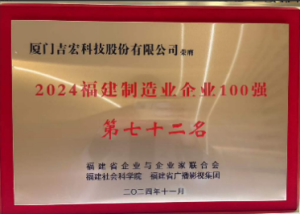 厦门吉宏科技股份有限公司 荣膺
2024福建制造业企业100强
第七十二名
福建省企业与企业家联合会
福建社会科学院 福建省广播影视集团
二〇二四年十一月